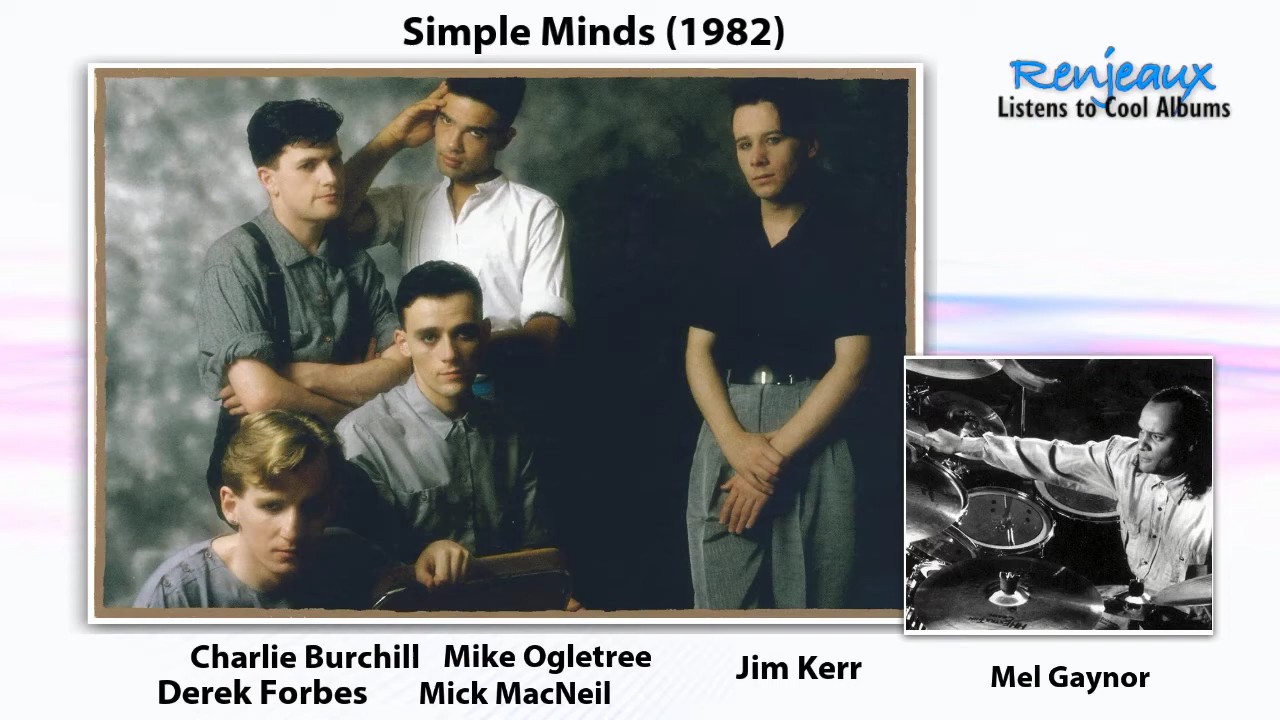 Simple Minds (1982)
Renjeaux
Listens to Cool Albums
Charlie Burchill Mike Ogletree
Derek Forbes Mick MacNeil
Jim Kerr
Mel Gaynor